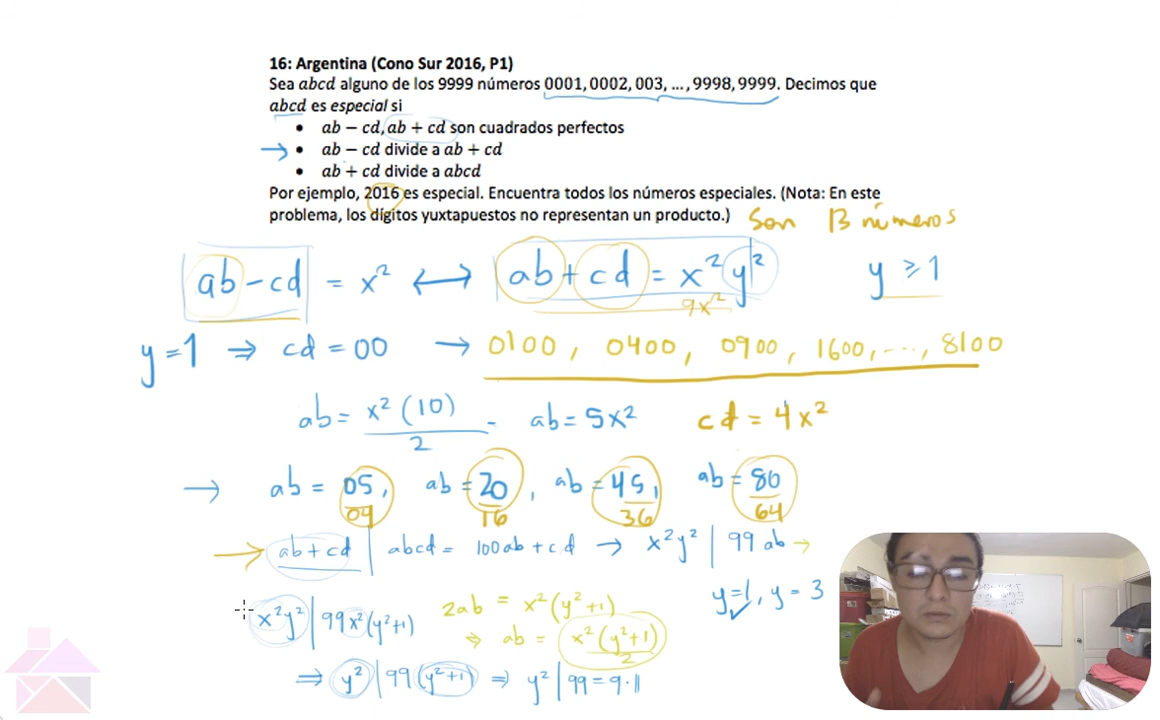 16: Argentina (Cono Sur 2016, P1)
Sea abcd alguno de los 9999 números 0001, 0002, 003, ..., 9998, 9999. Decimos que
abcd es especial si
• ab − cd, ab + cd son cuadrados perfectos
→ • ab − cd divide a ab + cd
• ab + cd divide a abcd
Por ejemplo, 2016 es especial. Encuentra todos los números especiales. (Nota: En este
problema, los dígitos yuxtapuestos no representan un producto.) Son 13 números
ab - cd = x² ↔ ab + cd = x² y² y ≥ 1
9x²
y = 1 ⇒ cd = 00 → 0100, 0400, 0900, 1600, ..., 8100
ab = x² (10) / 2 - ab = 5x² cd = 4x²
→ ab = 05, ab = 20, ab = 45, ab = 80
09 16 36 64
→ ab + cd | abcd = 100ab + cd → x²y² | 99 ab →
y = 1, y = 3
x²y² | 99x²(y²+1) 2ab = x²(y²+1)
⇒ ab = x²(y²+1) / 2
⇒ y² | 99(y²+1) ⇒ y² | 99 = 9·11